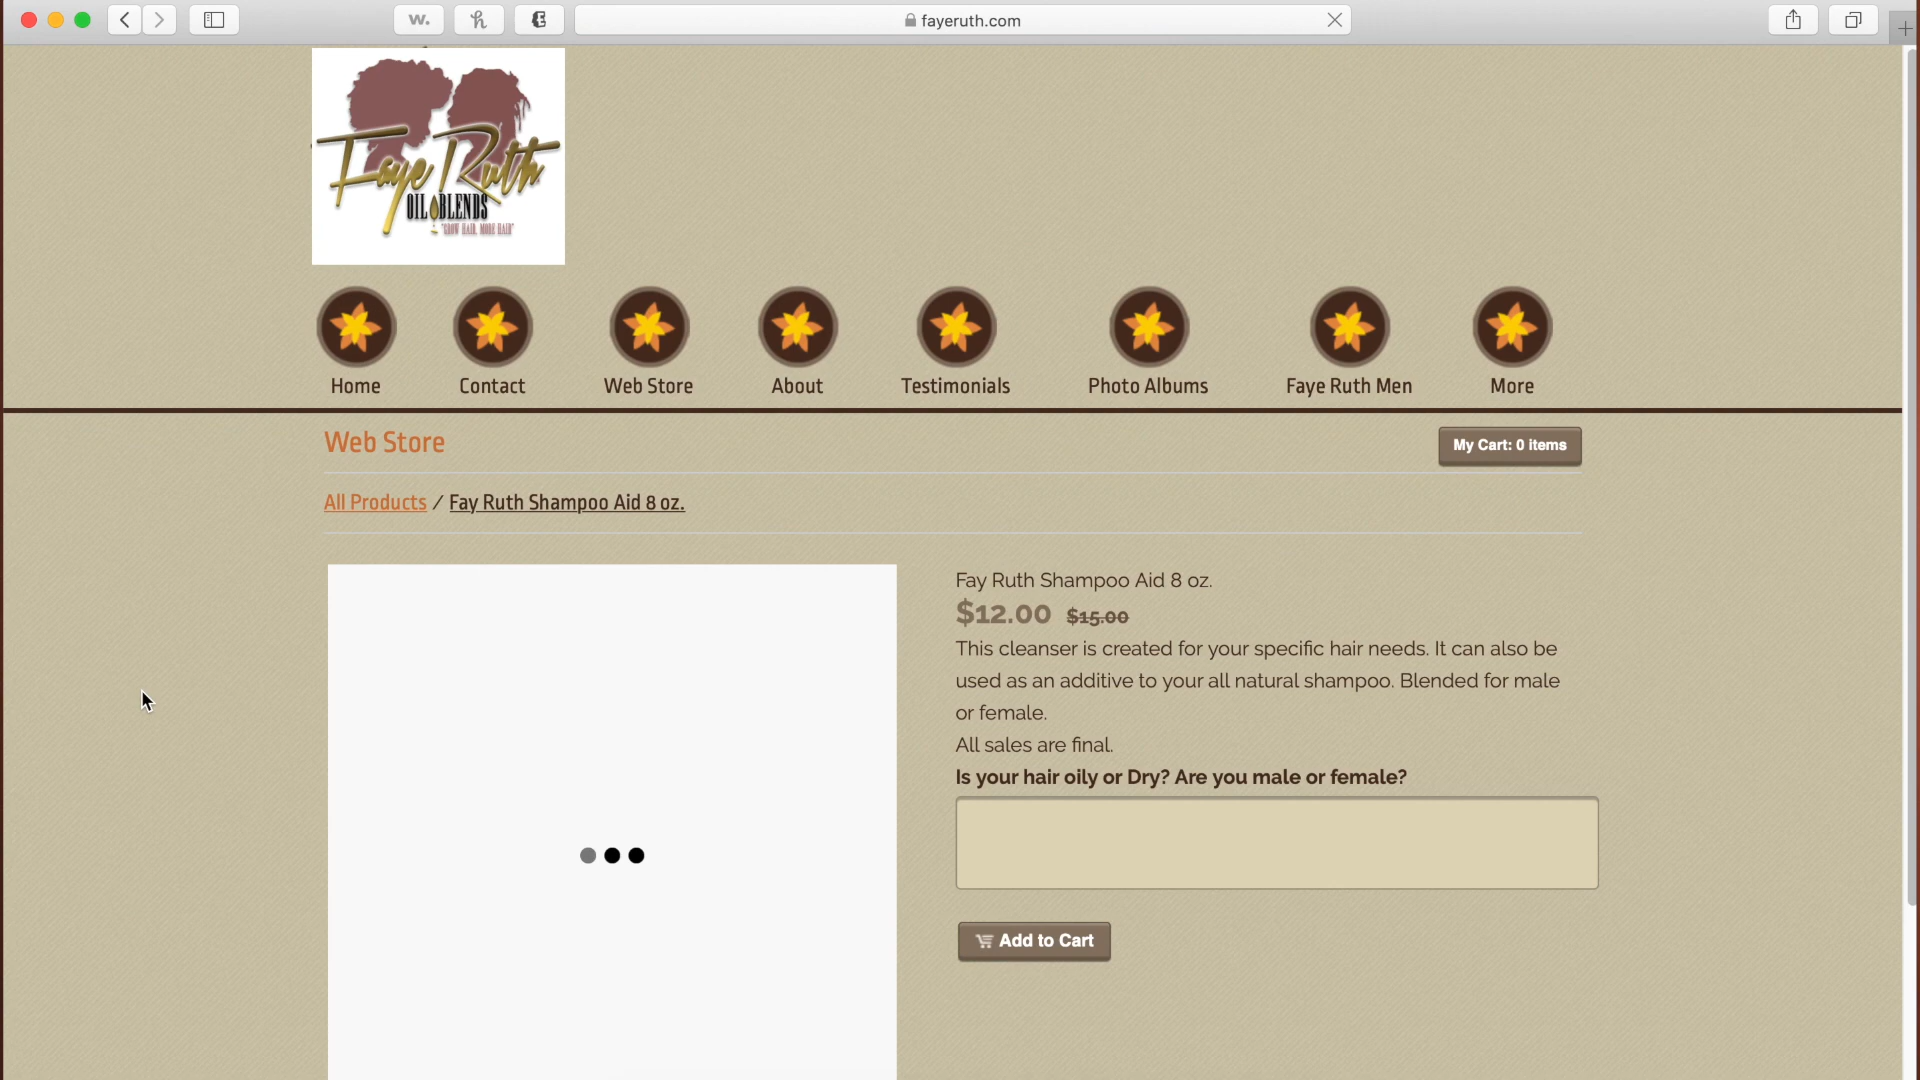 w.
fayeruth.com
Faye Ruth
OIL BLENDS
"GROW HAIR, MORE HAIR"
Home Contact Web Store About Testimonials Photo Albums Faye Ruth Men More
Web Store
My Cart: 0 items
All Products / Fay Ruth Shampoo Aid 8 oz.
Fay Ruth Shampoo Aid 8 oz.
$12.00 $15.00
This cleanser is created for your specific hair needs. It can also be
used as an additive to your all natural shampoo. Blended for male
or female.
All sales are final.
Is your hair oily or Dry? Are you male or female?
Add to Cart